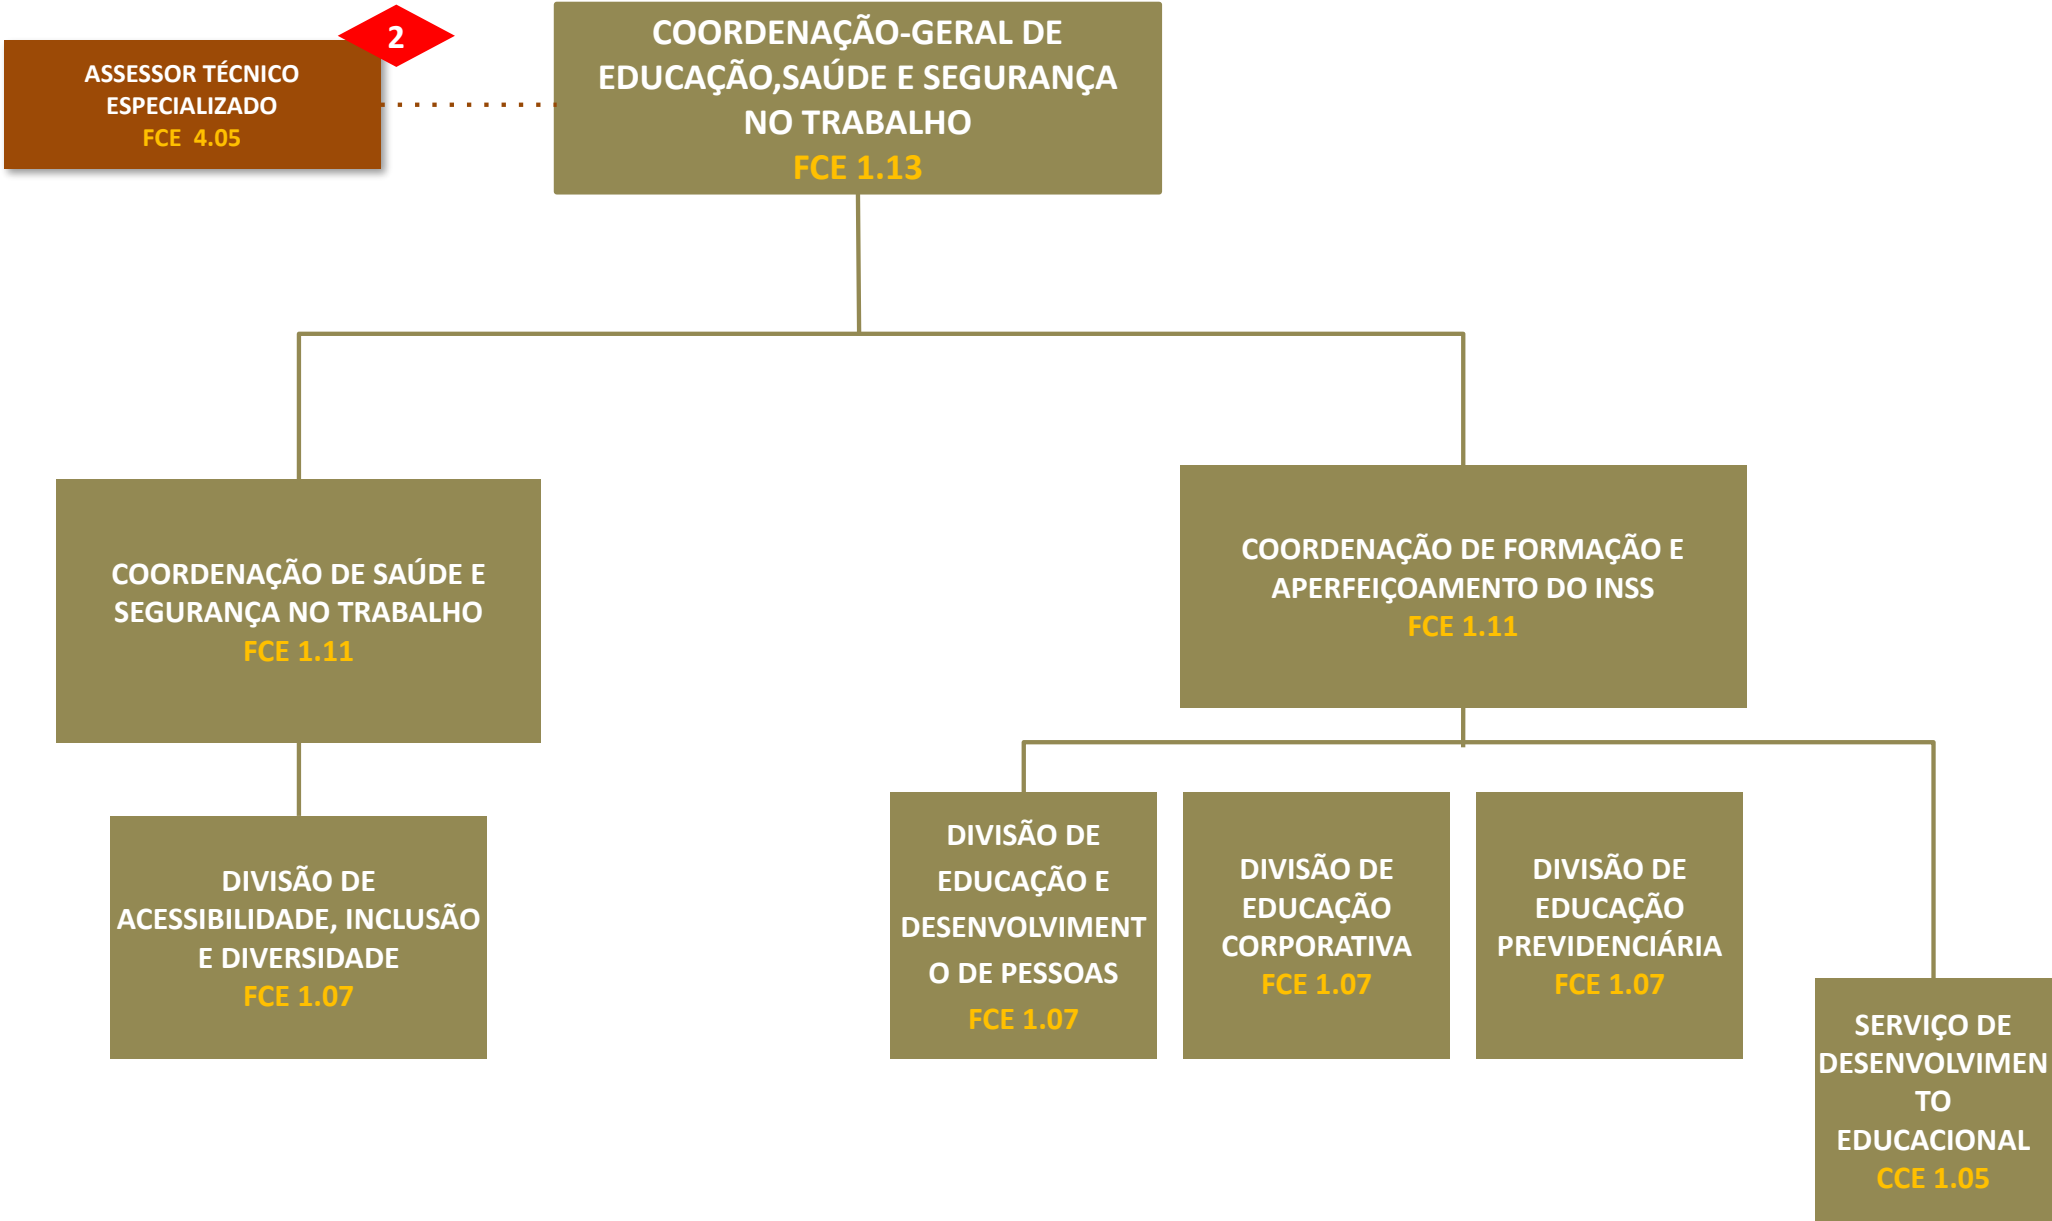 2
ASSESSOR TÉCNICO
ESPECIALIZADO
FCE  4.05
COORDENAÇÃO-GERAL DE
EDUCAÇÃO,SAÚDE E SEGURANÇA
NO TRABALHO
FCE 1.13
COORDENAÇÃO DE SAÚDE E
SEGURANÇA NO TRABALHO
FCE 1.11
COORDENAÇÃO DE FORMAÇÃO E
APERFEIÇOAMENTO DO INSS
FCE 1.11
DIVISÃO DE
ACESSIBILIDADE, INCLUSÃO
E DIVERSIDADE
FCE 1.07
DIVISÃO DE
EDUCAÇÃO E
DESENVOLVIMENT
O DE PESSOAS
FCE 1.07
DIVISÃO DE
EDUCAÇÃO
CORPORATIVA
FCE 1.07
DIVISÃO DE
EDUCAÇÃO
PREVIDENCIÁRIA
FCE 1.07
SERVIÇO DE
DESENVOLVIMEN
TO
EDUCACIONAL
CCE 1.05